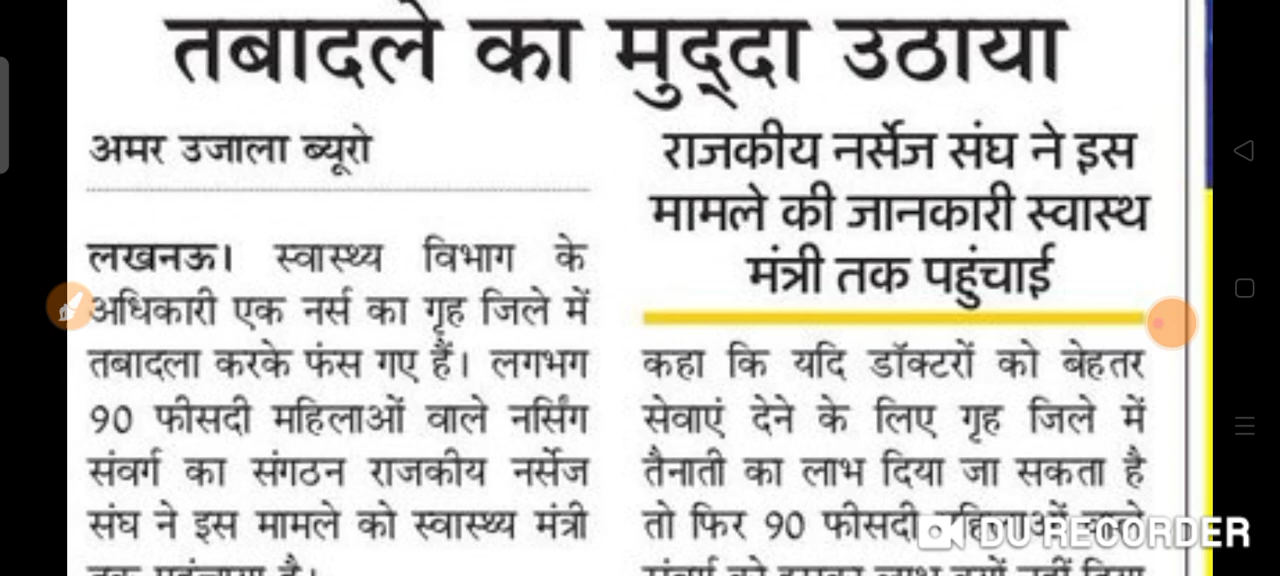 तबादले का मुद्दा उठाया
अमर उजाला ब्यूरो
लखनऊ। स्वास्थ्य विभाग के
अधिकारी एक नर्स का गृह जिले में
तबादला करके फंस गए हैं। लगभग
90 फीसदी महिलाओं वाले नर्सिंग
संवर्ग का संगठन राजकीय नर्सेज
संघ ने इस मामले को स्वास्थ्य मंत्री
राजकीय नर्सेज संघ ने इस
मामले की जानकारी स्वास्थ
मंत्री तक पहुंचाई
कहा कि यदि डॉक्टरों को बेहतर
सेवाएं देने के लिए गृह जिले में
तैनाती का लाभ दिया जा सकता है
तो फिर 90 फीसदी
DU RECORDER